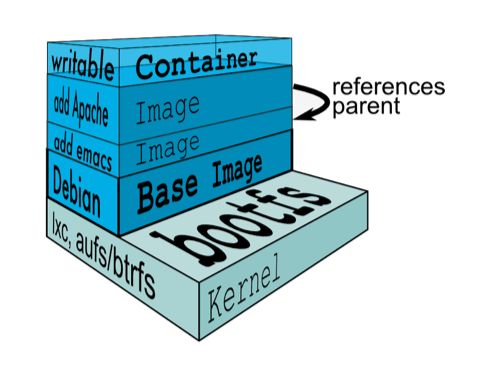 writable Container
add Apache Image
references
parent
add emacs Image
Debian Base Image
bootfs
lxc, aufs/btrfs
Kernel